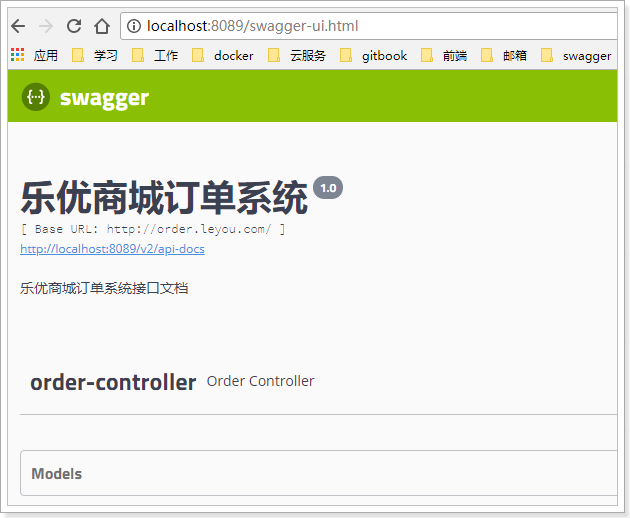 localhost:8089/swagger-ui.html
应用 学习 工作 docker 云服务 gitbook 前端 邮箱 swagger
{··} swagger
乐优商城订单系统 1.0
[ Base URL: http://order.leyou.com/ ]
http://localhost:8089/v2/api-docs
乐优商城订单系统接口文档
order-controller Order Controller
Models